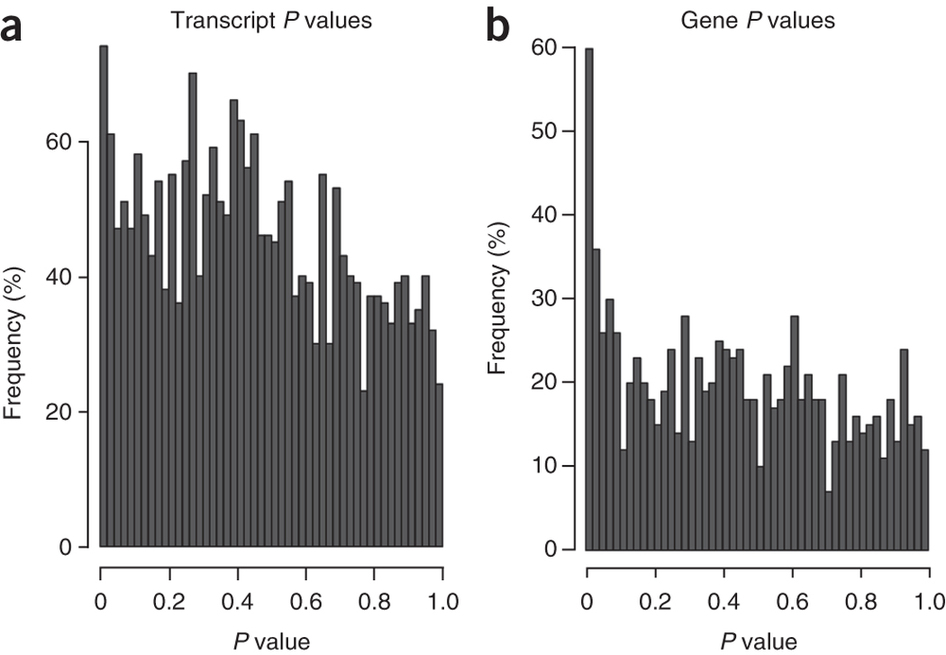 a
Transcript P values
Frequency (%)
60
40
20
0
0 0.2 0.4 0.6 0.8 1.0
P value
b
Gene P values
Frequency (%)
60
50
40
30
20
10
0
0 0.2 0.4 0.6 0.8 1.0
P value